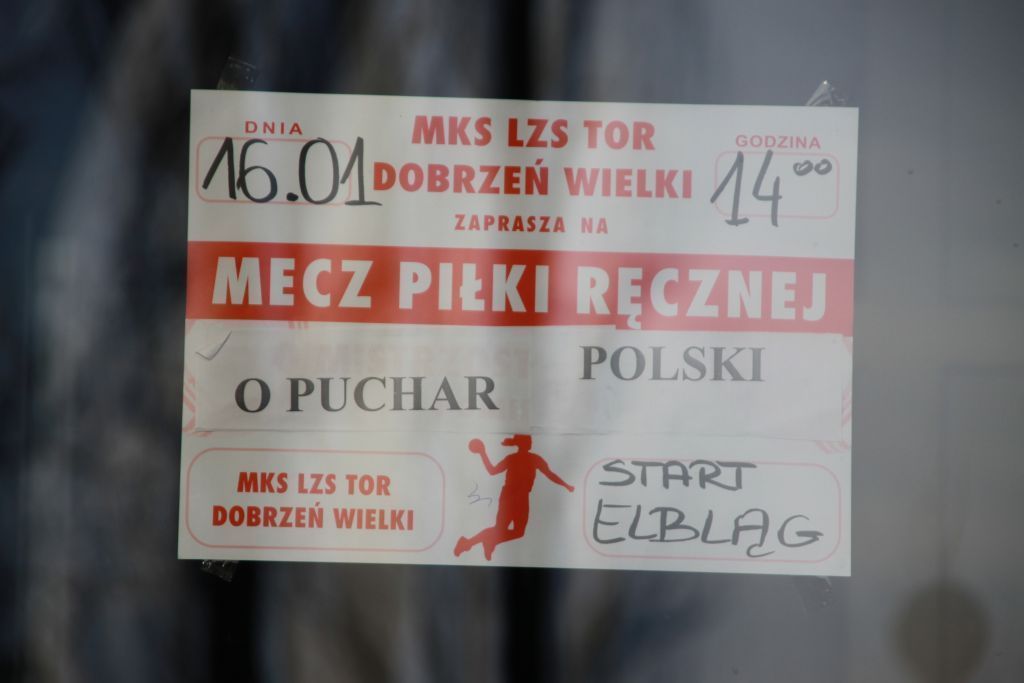 DNIA
16.01
MKS LZS TOR
DOBRZEŃ WIELKI
ZAPRASZA NA
GODZINA
14⁰⁰
MECZ PIŁKI RĘCZNEJ
O PUCHAR POLSKI
MKS LZS TOR
DOBRZEŃ WIELKI
START
ELBLĄG